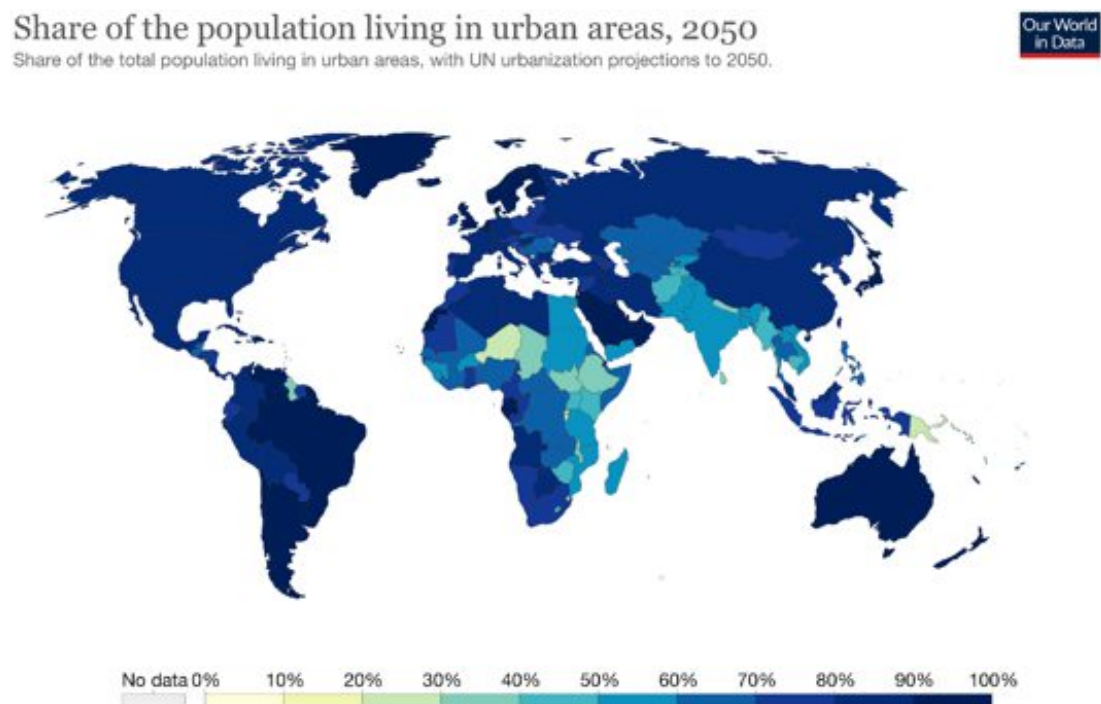 Share of the population living in urban areas, 2050
Our World
in Data
Share of the total population living in urban areas, with UN urbanization projections to 2050.
No data 0% 10% 20% 30% 40% 50% 60% 70% 80% 90% 100%